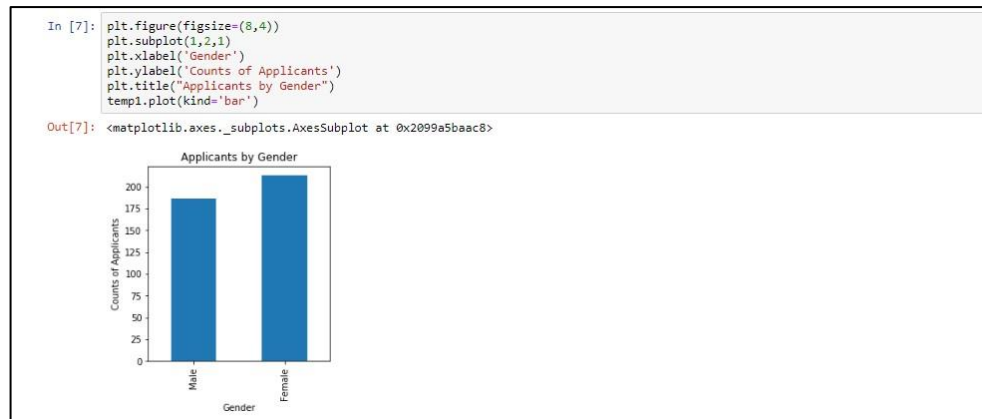 In [7]: plt.figure(figsize=(8,4))
plt.subplot(1,2,1)
plt.xlabel('Gender')
plt.ylabel('Counts of Applicants')
plt.title("Applicants by Gender")
temp1.plot(kind='bar')
Out[7]: <matplotlib.axes._subplots.AxesSubplot at 0x2099a5baac8>
Applicants by Gender
Counts of Applicants
200
175
150
125
100
75
50
25
0
Male
Female
Gender